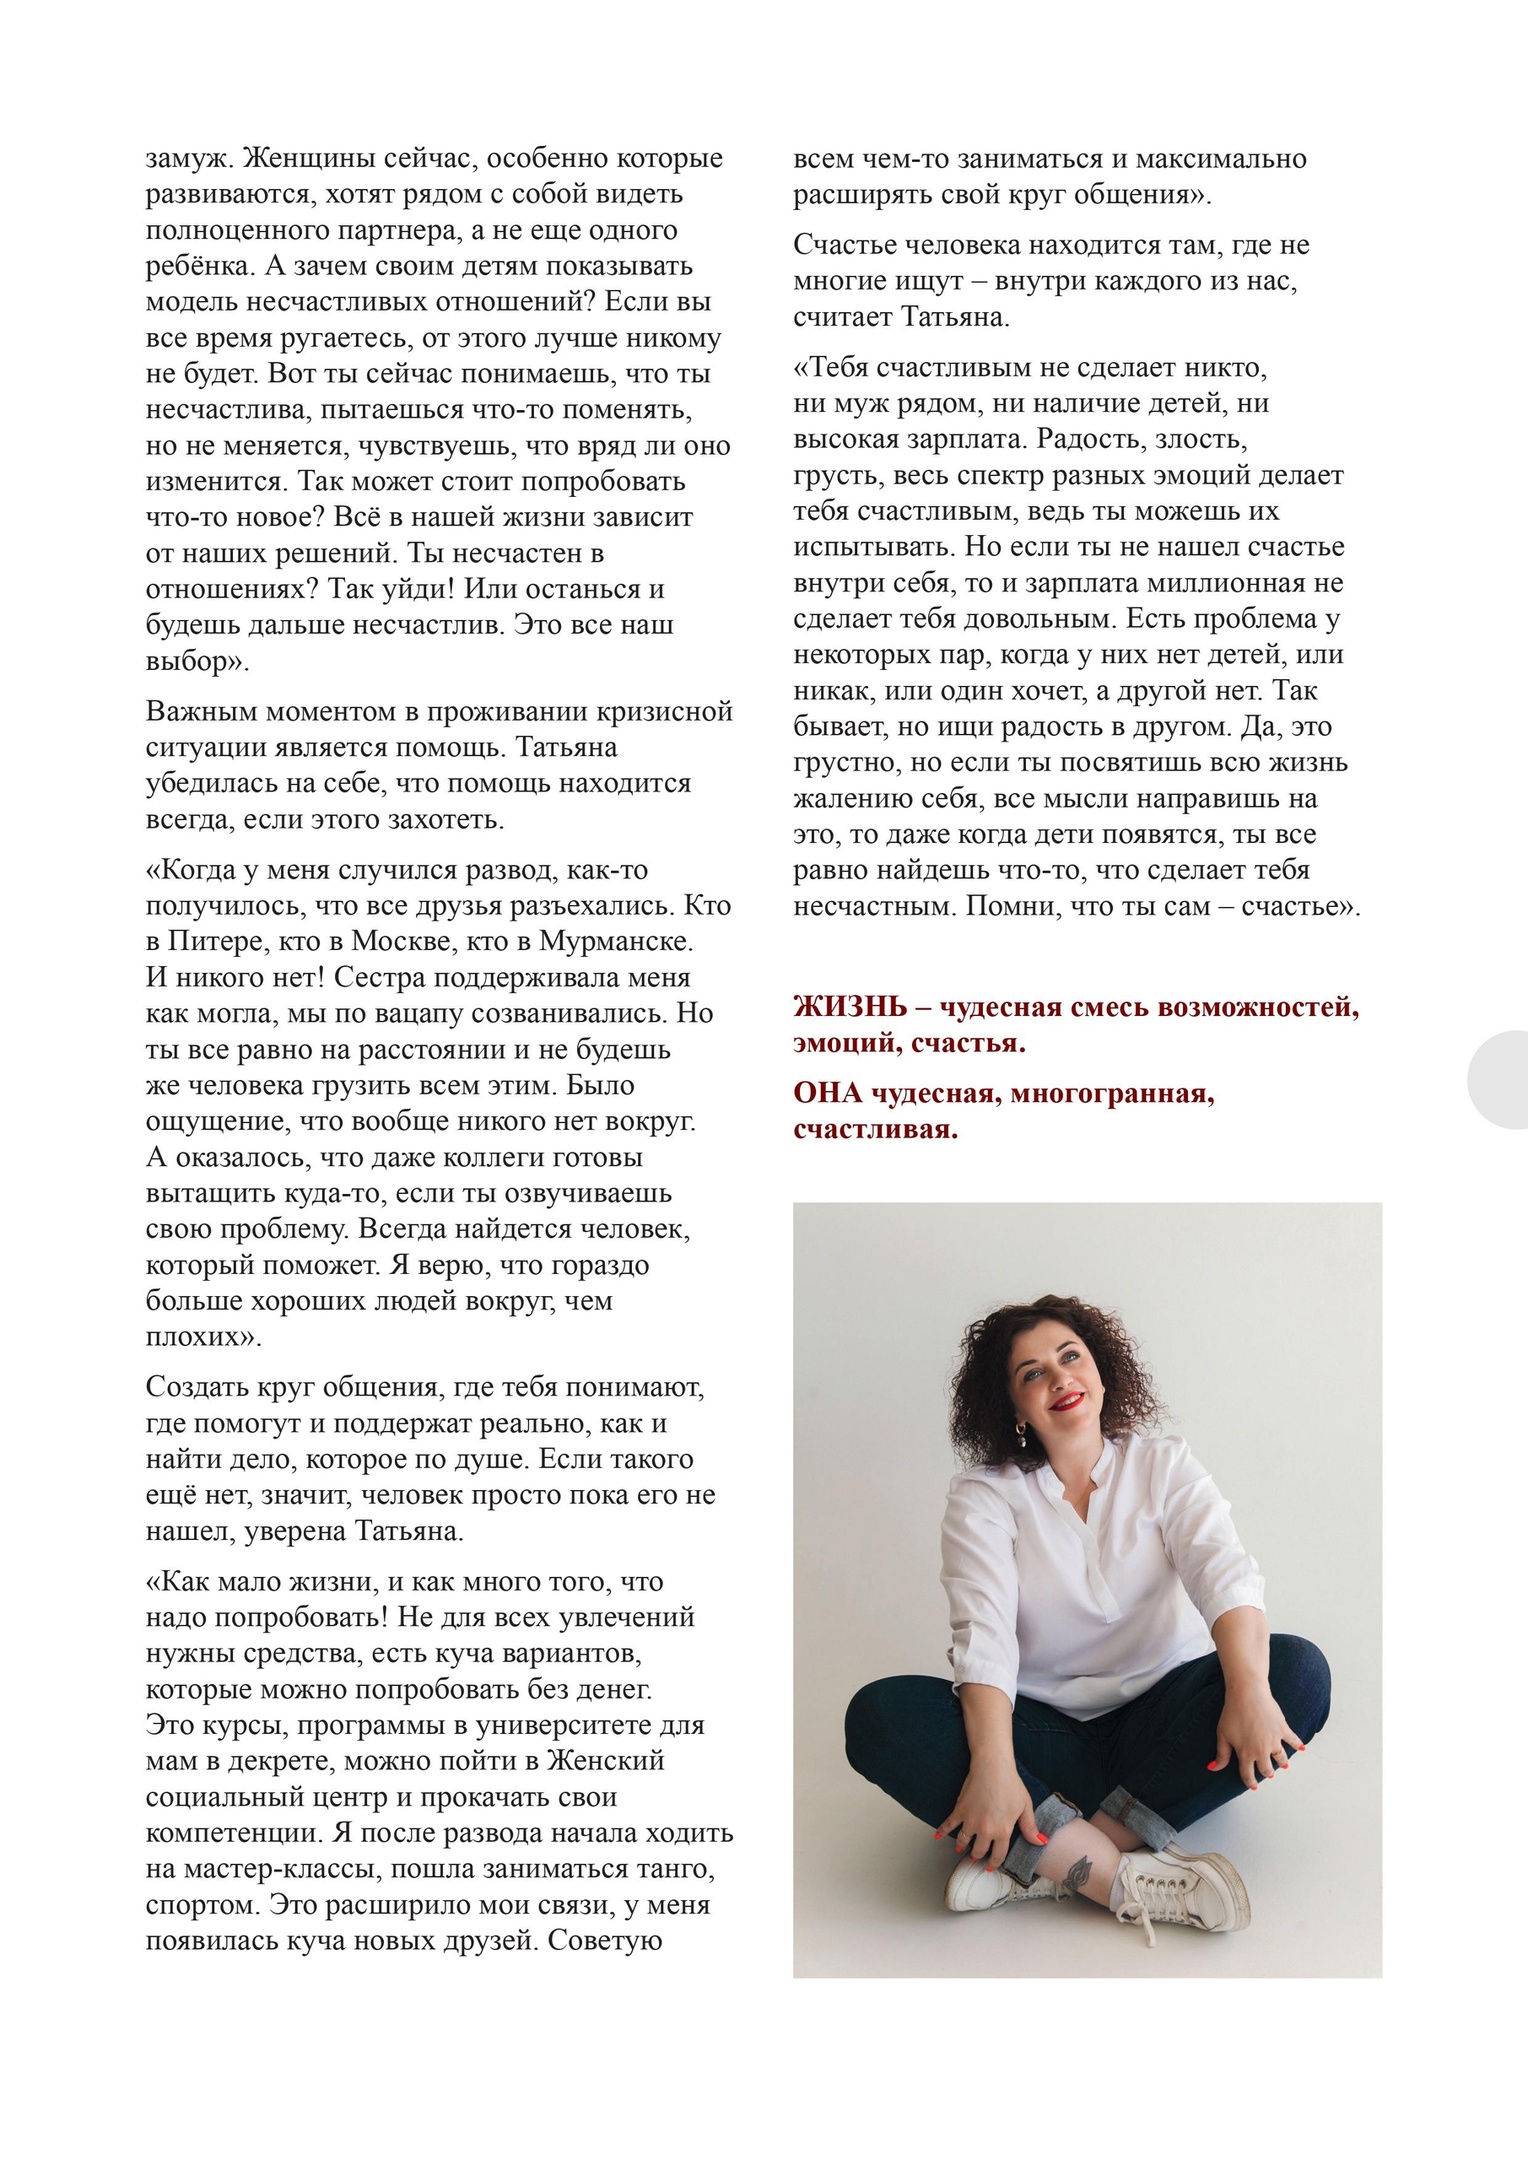 замуж. Женщины сейчас, особенно которые
развиваются, хотят рядом с собой видеть
полноценного партнера, а не еще одного
ребёнка. А зачем своим детям показывать
модель несчастливых отношений? Если вы
все время ругаетесь, от этого лучше никому
не будет. Вот ты сейчас понимаешь, что ты
несчастлива, пытаешься что-то поменять,
но не меняется, чувствуешь, что вряд ли оно
изменится. Так может стоит попробовать
что-то новое? Всё в нашей жизни зависит
от наших решений. Ты несчастен в
отношениях? Так уйди! Или останься и
будешь дальше несчастлив. Это все наш
выбор».
Важным моментом в проживании кризисной
ситуации является помощь. Татьяна
убедилась на себе, что помощь находится
всегда, если этого захотеть.
«Когда у меня случился развод, как-то
получилось, что все друзья разъехались. Кто
в Питере, кто в Москве, кто в Мурманске.
И никого нет! Сестра поддерживала меня
как могла, мы по вацапу созванивались. Но
ты все равно на расстоянии и не будешь
же человека грузить всем этим. Было
ощущение, что вообще никого нет вокруг.
А оказалось, что даже коллеги готовы
вытащить куда-то, если ты озвучиваешь
свою проблему. Всегда найдется человек,
который поможет. Я верю, что гораздо
больше хороших людей вокруг, чем
плохих».
Создать круг общения, где тебя понимают,
где помогут и поддержат реально, как и
найти дело, которое по душе. Если такого
ещё нет, значит, человек просто пока его не
нашел, уверена Татьяна.
«Как мало жизни, и как много того, что
надо попробовать! Не для всех увлечений
нужны средства, есть куча вариантов,
которые можно попробовать без денег.
Это курсы, программы в университете для
мам в декрете, можно пойти в Женский
социальный центр и прокачать свои
компетенции. Я после развода начала ходить
на мастер-классы, пошла заниматься танго,
спортом. Это расширило мои связи, у меня
появилась куча новых друзей. Советую
всем чем-то заниматься и максимально
расширять свой круг общения».
Счастье человека находится там, где не
многие ищут – внутри каждого из нас,
считает Татьяна.
«Тебя счастливым не сделает никто,
ни муж рядом, ни наличие детей, ни
высокая зарплата. Радость, злость,
грусть, весь спектр разных эмоций делает
тебя счастливым, ведь ты можешь их
испытывать. Но если ты не нашел счастье
внутри себя, то и зарплата миллионная не
сделает тебя довольным. Есть проблема у
некоторых пар, когда у них нет детей, или
никак, или один хочет, а другой нет. Так
бывает, но ищи радость в другом. Да, это
грустно, но если ты посвятишь всю жизнь
жалению себя, все мысли направишь на
это, то даже когда дети появятся, ты все
равно найдешь что-то, что сделает тебя
несчастным. Помни, что ты сам – счастье».
ЖИЗНЬ – чудесная смесь возможностей,
эмоций, счастья.
ОНА чудесная, многогранная,
счастливая.